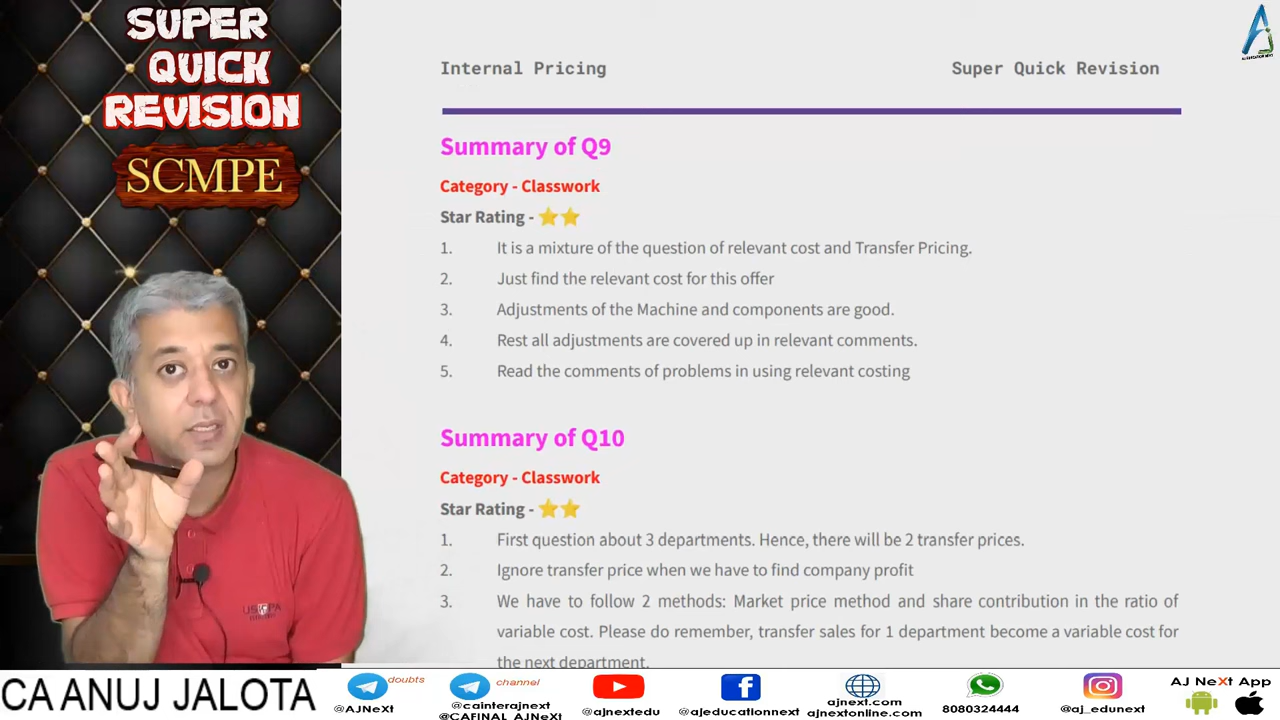 SUPER
QUICK
REVISION
SCMPE
Internal Pricing
Super Quick Revision
Summary of Q9
Category - Classwork
Star Rating - ⭐⭐
1. It is a mixture of the question of relevant cost and Transfer Pricing.
2. Just find the relevant cost for this offer
3. Adjustments of the Machine and components are good.
4. Rest all adjustments are covered up in relevant comments.
5. Read the comments of problems in using relevant costing
Summary of Q10
Category - Classwork
Star Rating - ⭐⭐
1. First question about 3 departments. Hence, there will be 2 transfer prices.
2. Ignore transfer price when we have to find company profit
3. We have to follow 2 methods: Market price method and share contribution in the ratio of
variable cost. Please do remember, transfer sales for 1 department become a variable cost for
the next department.
CA ANUJ JALOTA
doubts
@AJNeXt
channel
@cainterajnext
@CAFINAL_AJNeXt
@ajnextedu
@ajeducationnext
ajnext.com
ajnextonline.com
8080324444
@aj_edunext
AJ NeXt App